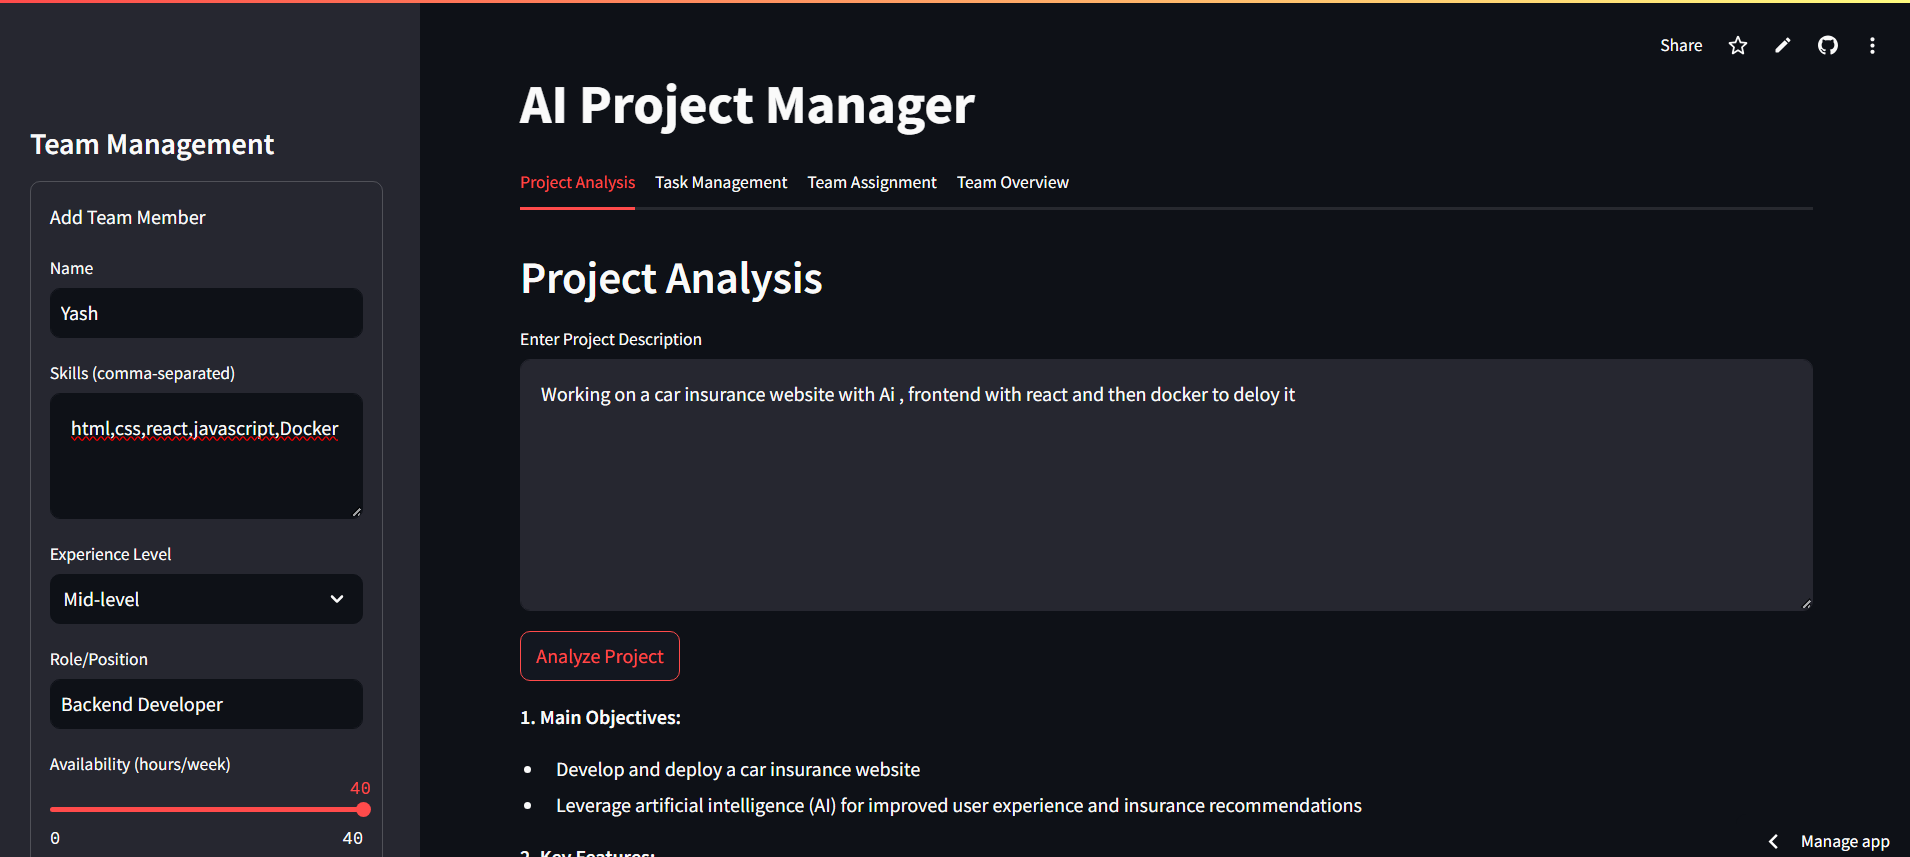 Share
AI Project Manager
Team Management
Project Analysis
Task Management
Team Assignment
Team Overview
Add Team Member
Name
Yash
Skills (comma-separated)
html,css,react,javascript,Docker
Experience Level
Mid-level
Role/Position
Backend Developer
Availability (hours/week)
40
0
40
Project Analysis
Enter Project Description
Working on a car insurance website with Ai , frontend with react and then docker to deloy it
Analyze Project
1. Main Objectives:
Develop and deploy a car insurance website
Leverage artificial intelligence (AI) for improved user experience and insurance recommendations
2. Key Features:
Manage app